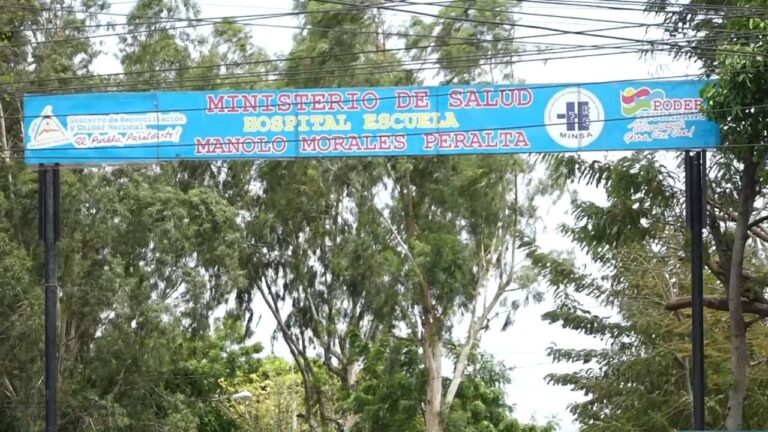 Gobierno de Reconciliación
y Unidad Nacional
El Pueblo, Presidente!
MINISTERIO DE SALUD
HOSPITAL ESCUELA
MANOLO MORALES PERALTA
MINSA
PODER